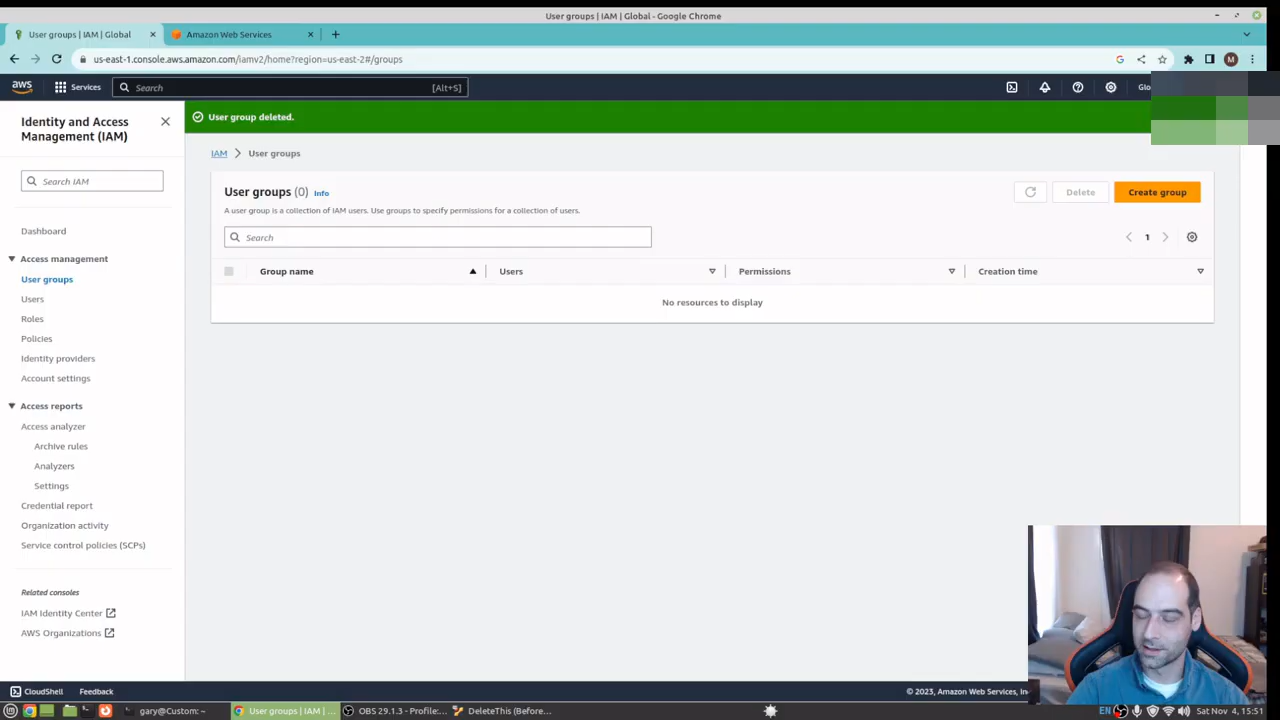 User groups | IAM | Global - Google Chrome
User groups | IAM | Global
Amazon Web Services
us-east-1.console.aws.amazon.com/iamv2/home?region=us-east-2#/groups
M
aws
Services
Search
[Alt+S]
Glo
Identity and Access
Management (IAM)
Search IAM
Dashboard
Access management
User groups
Users
Roles
Policies
Identity providers
Account settings
Access reports
Access analyzer
Archive rules
Analyzers
Settings
Credential report
Organization activity
Service control policies (SCPs)
Related consoles
IAM Identity Center
AWS Organizations
User group deleted.
IAM
User groups
User groups (0) Info
A user group is a collection of IAM users. Use groups to specify permissions for a collection of users.
Delete
Create group
Search
1
Group name
Users
Permissions
Creation time
No resources to display
CloudShell
Feedback
© 2023, Amazon Web Services, In
gary@Custom: ~
User groups | IAM | ...
OBS 29.1.3 - Profile:...
DeleteThis (Before...
EN
Sat Nov 4, 15:51